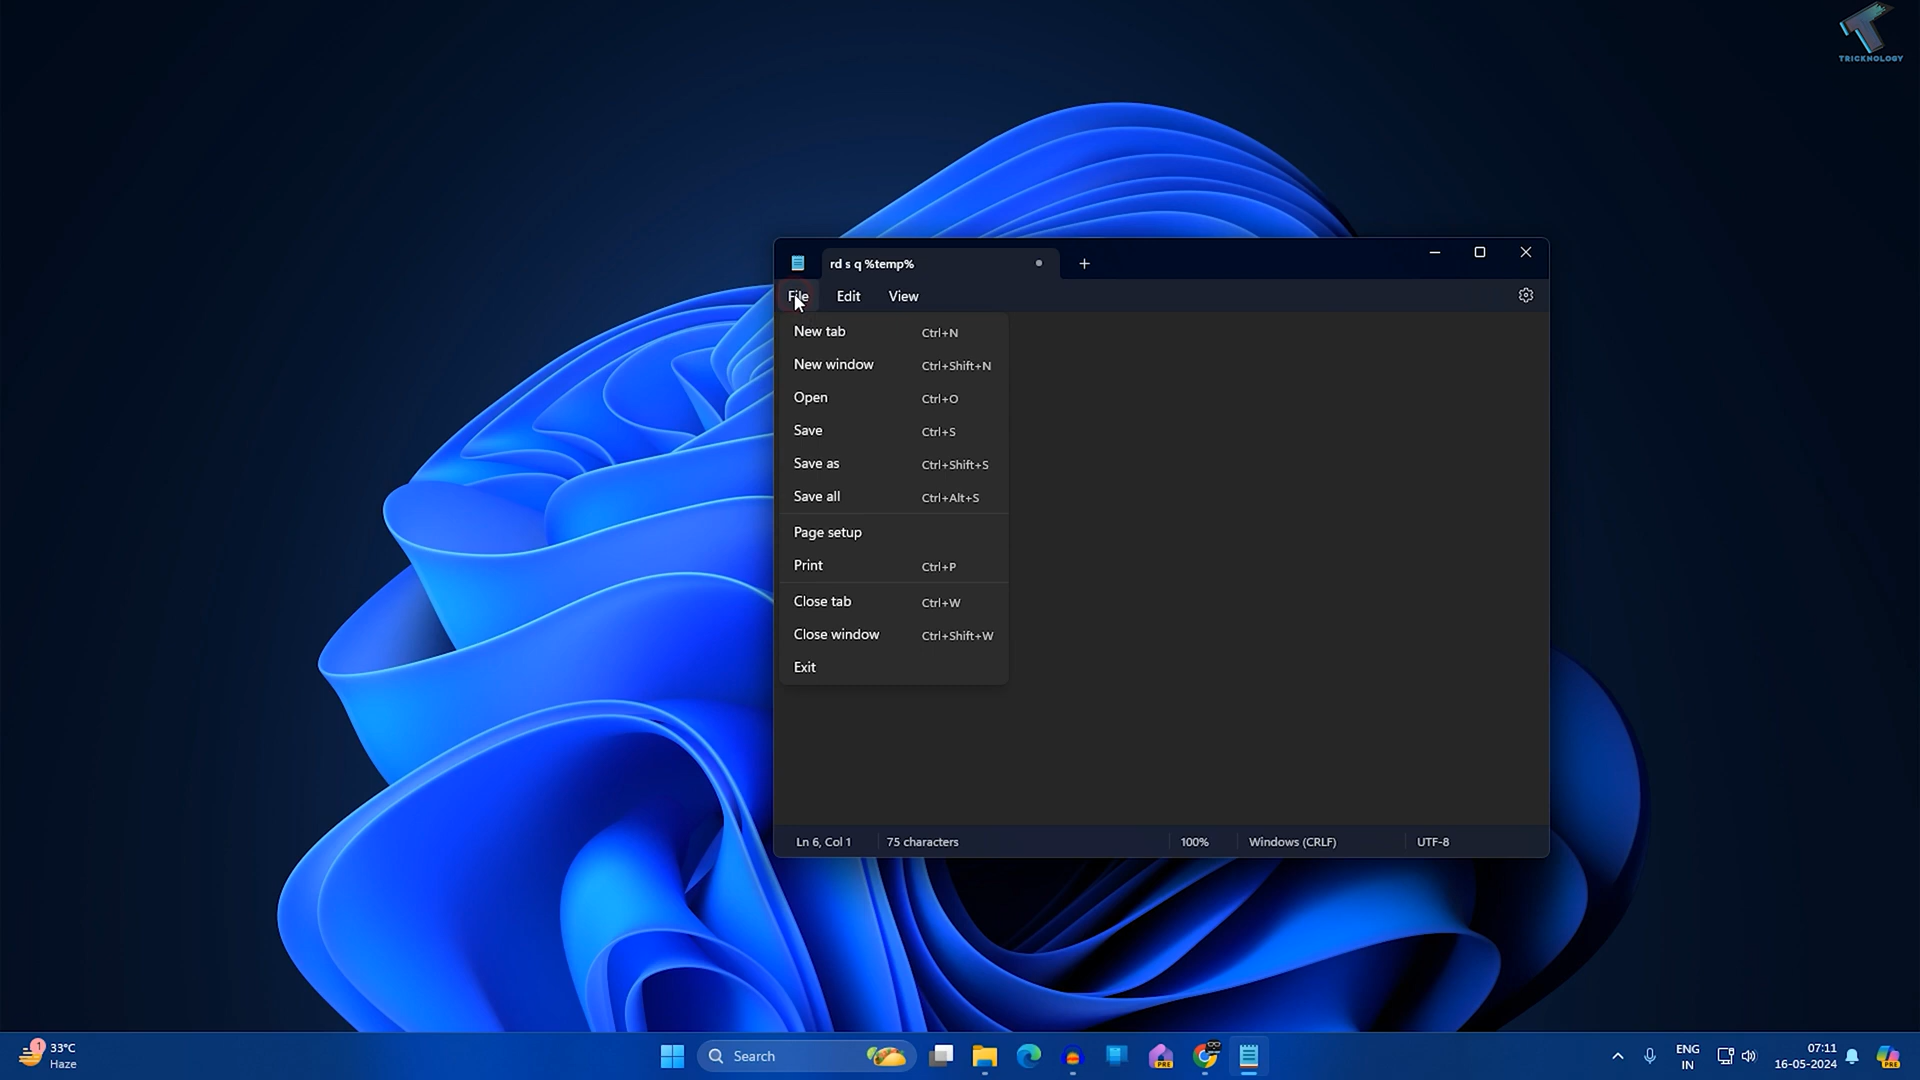 TRICKNOLOGY
rd s q %temp%
File Edit View
New tab Ctrl+N
New window Ctrl+Shift+N
Open Ctrl+O
Save Ctrl+S
Save as Ctrl+Shift+S
Save all Ctrl+Alt+S
Page setup
Print Ctrl+P
Close tab Ctrl+W
Close window Ctrl+Shift+W
Exit
Ln 6, Col 1 75 characters 100% Windows (CRLF) UTF-8
1
33°C
Haze
Search
PRE
ENG
IN
07:11
16-05-2024
PRE